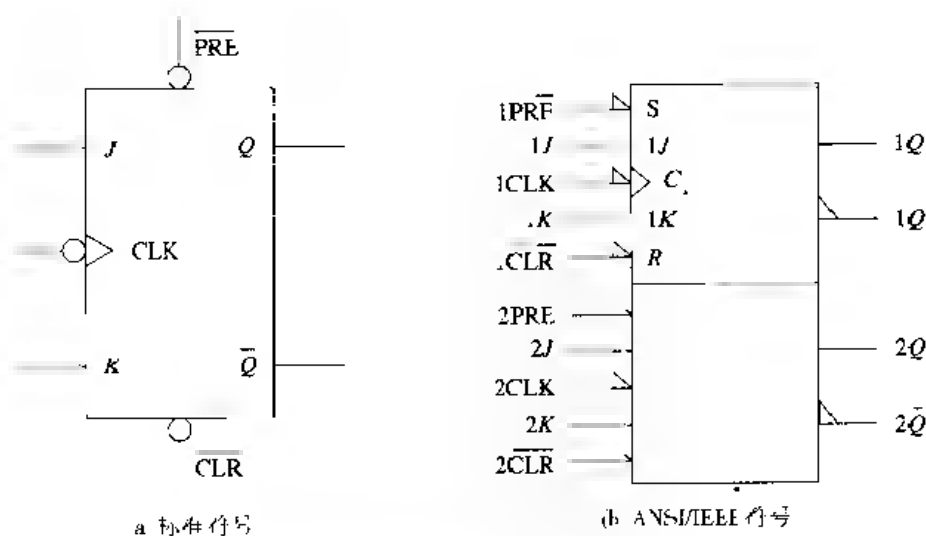 PRE
J Q
CLK
K Q̅
CLR
a 标准符号
1PRE S
1J 1J 1Q
1CLK C
K 1K 1Q
CLR R
2PRE
2J 2Q
2CLK
2K 2Q̅
2CLR
(b ANSI/IEEE 符号